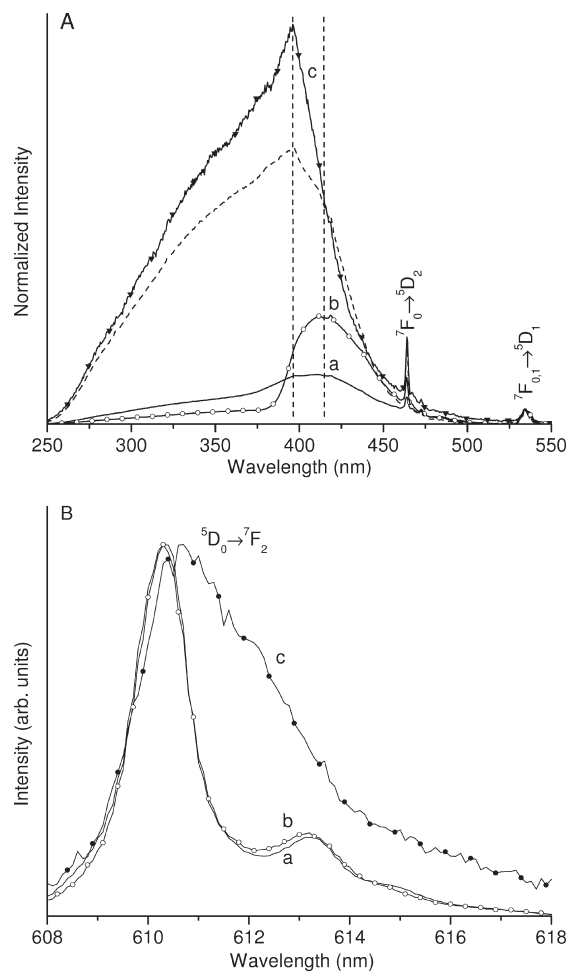 A
c
b
a
⁷F₀→⁵D₂
⁷F₀,₁→⁵D₁
Normalized Intensity
250 300 350 400 450 500 550
Wavelength (nm)
B
⁵D₀→⁷F₂
c
b
a
Intensity (arb. units)
608 610 612 614 616 618
Wavelength (nm)